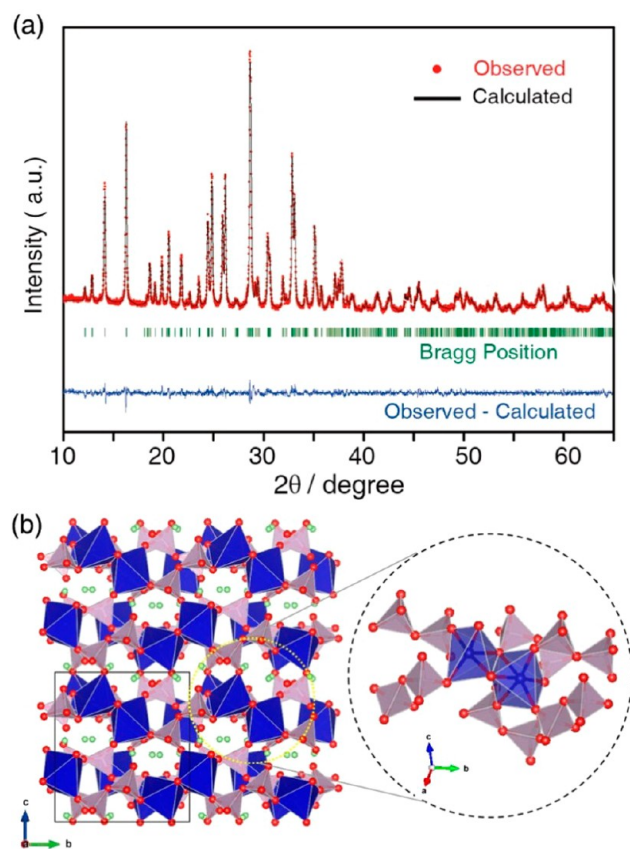 (a)
Observed
Calculated
Intensity ( a.u.)
Bragg Position
Observed - Calculated
10 20 30 40 50 60
2θ / degree
(b)
c
b
a
c
b